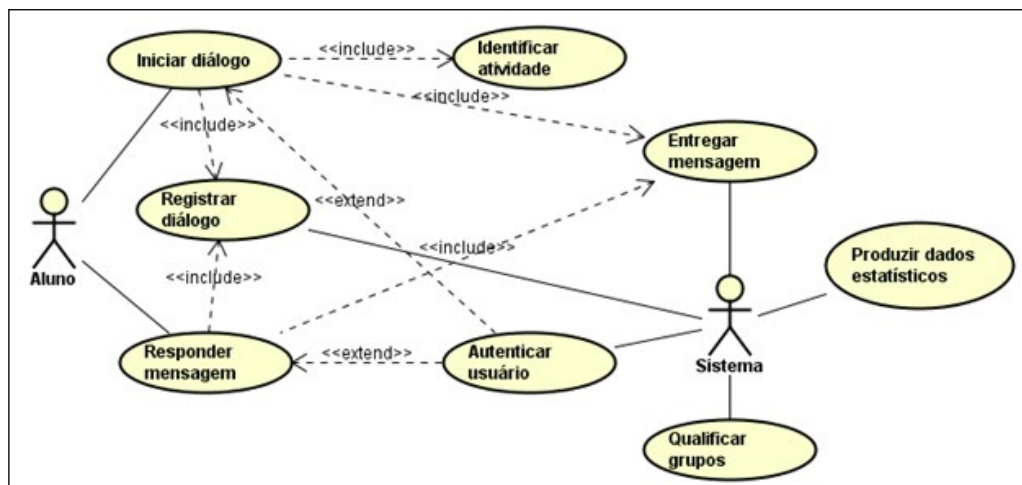 Iniciar diálogo
<<include>>
Identificar
atividade
<<include>>
<<include>>
Entregar
mensagem
Registrar
diálogo
<<extend>>
Aluno
<<include>>
<<include>>
Produzir dados
estatísticos
Responder
mensagem
<<extend>>
Autenticar
usuário
Sistema
Qualificar
grupos